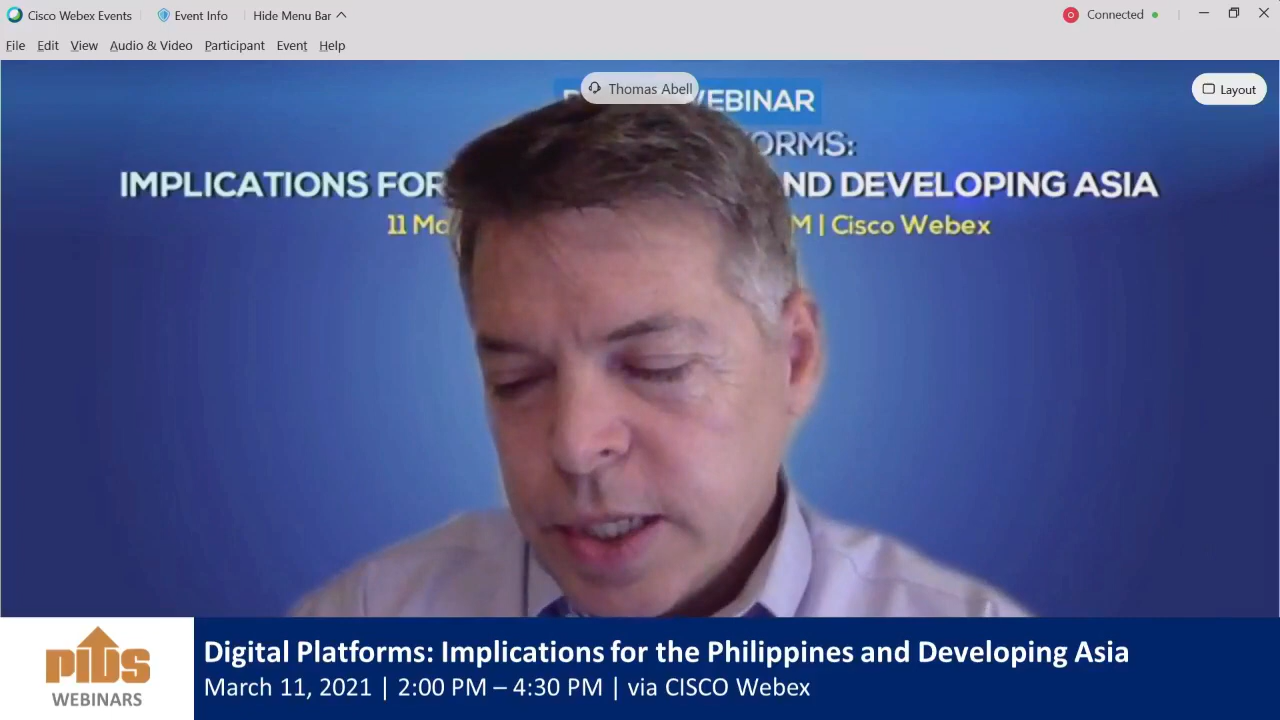 Cisco Webex Events
Event Info
Hide Menu Bar
Connected
File Edit View Audio & Video Participant Event Help
Thomas Abell
Layout
EBINAR
ORMS:
IMPLICATIONS FOR ND DEVELOPING ASIA
11 Ma M | Cisco Webex
PIDS
WEBINARS
Digital Platforms: Implications for the Philippines and Developing Asia
March 11, 2021 | 2:00 PM – 4:30 PM | via CISCO Webex